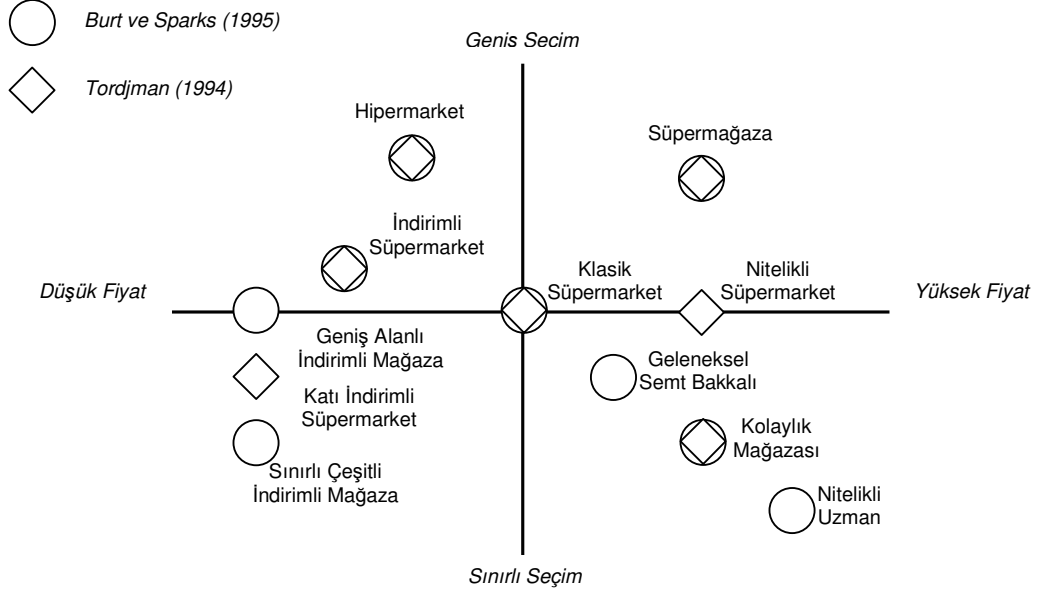 Burt ve Sparks (1995)
Tordjman (1994)
Genis Secim
Hipermarket
Süpermağaza
İndirimli
Süpermarket
Düşük Fiyat
Klasik
Süpermarket
Nitelikli
Süpermarket
Yüksek Fiyat
Geniş Alanlı
İndirimli Mağaza
Geleneksel
Semt Bakkalı
Katı İndirimli
Süpermarket
Kolaylık
Mağazası
Sınırlı Çeşitli
İndirimli Mağaza
Nitelikli
Uzman
Sınırlı Seçim